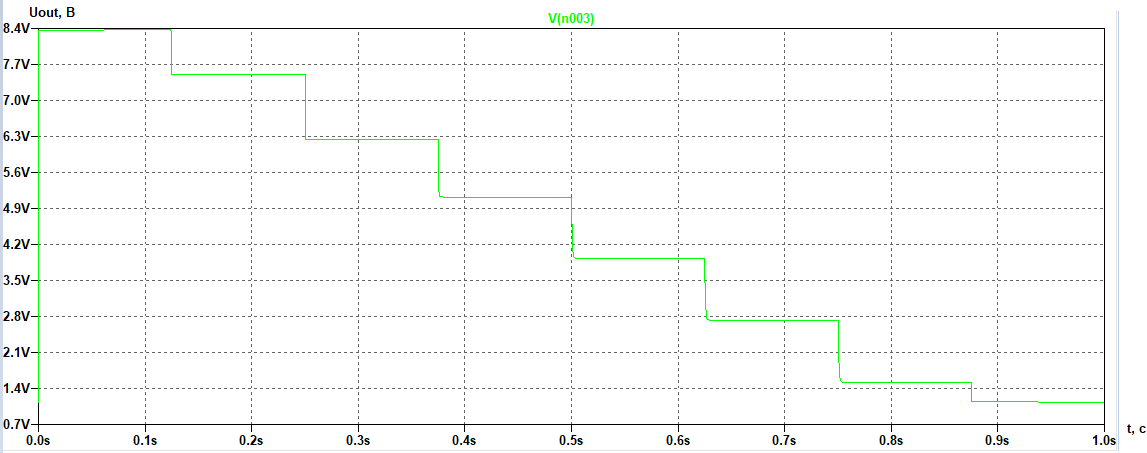 Uout, В
V(n003)
8.4V
7.7V
7.0V
6.3V
5.6V
4.9V
4.2V
3.5V
2.8V
2.1V
1.4V
0.7V
0.0s 0.1s 0.2s 0.3s 0.4s 0.5s 0.6s 0.7s 0.8s 0.9s 1.0s
t, с